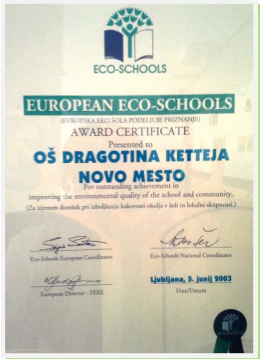 ECO-SCHOOLS
EUROPEAN ECO-SCHOOLS
(EVROPSKA EKO ŠOLA PODELJUJE PRIZNANJE)
AWARD CERTIFICATE
Presented to
OŠ DRAGOTINA KETTEJA
NOVO MESTO
For outstanding achievement in
improving the environmental quality of the school and community.
(Za izjemen dosežek pri izboljšanju kakovosti okolja v šoli in lokalni skupnosti.)
Eco-Schools European Coordinator
Eco-Schools National Coordinator
European Director - FEEE
Ljubljana, 5. junij 2003
Date/Datum